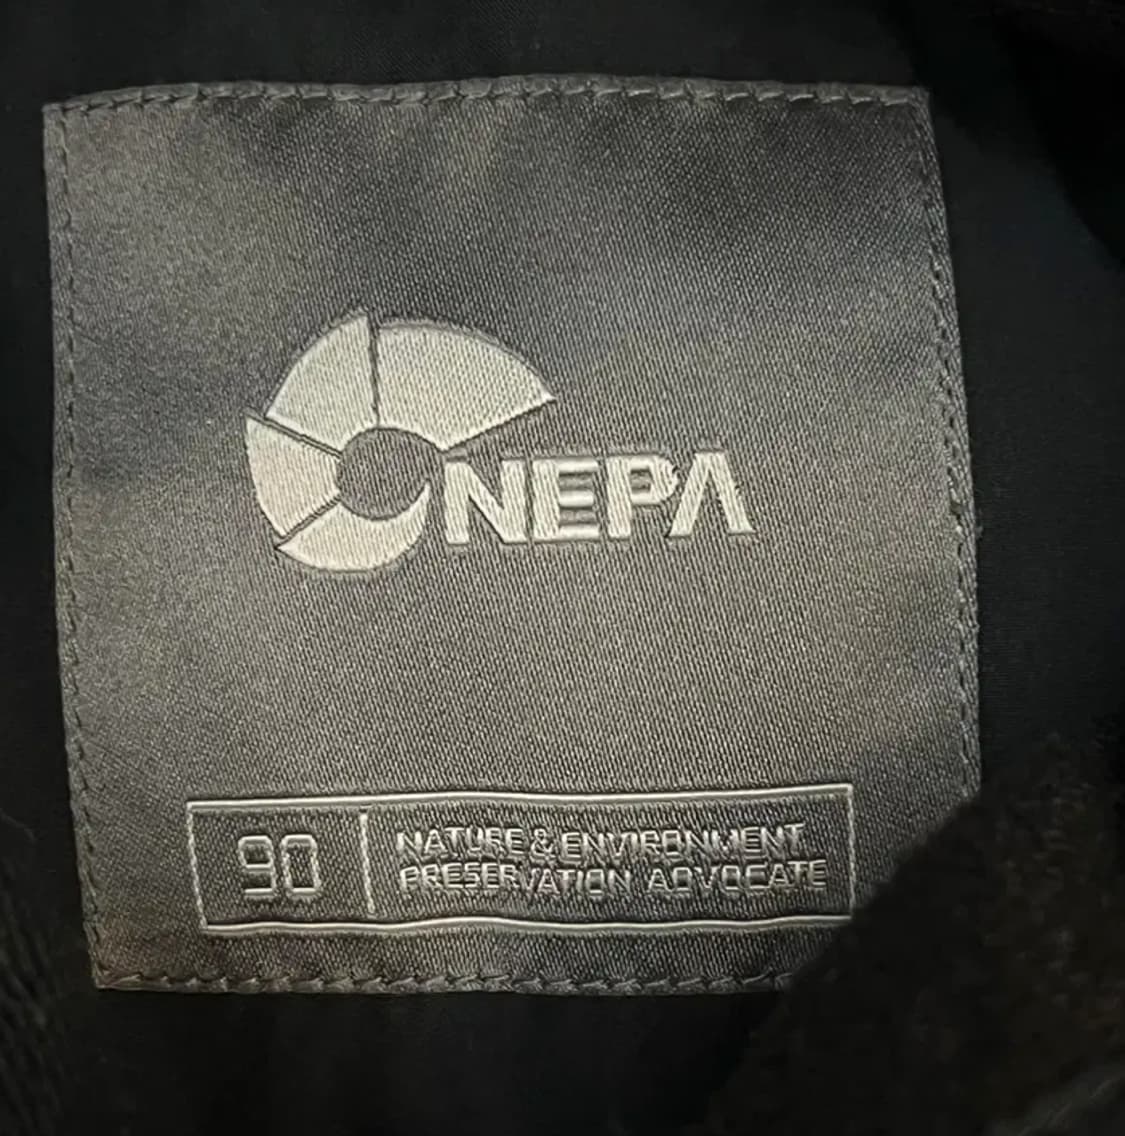 NEPA
90
NATURE & ENVIRONMENT
PRESERVATION ADVOCATE